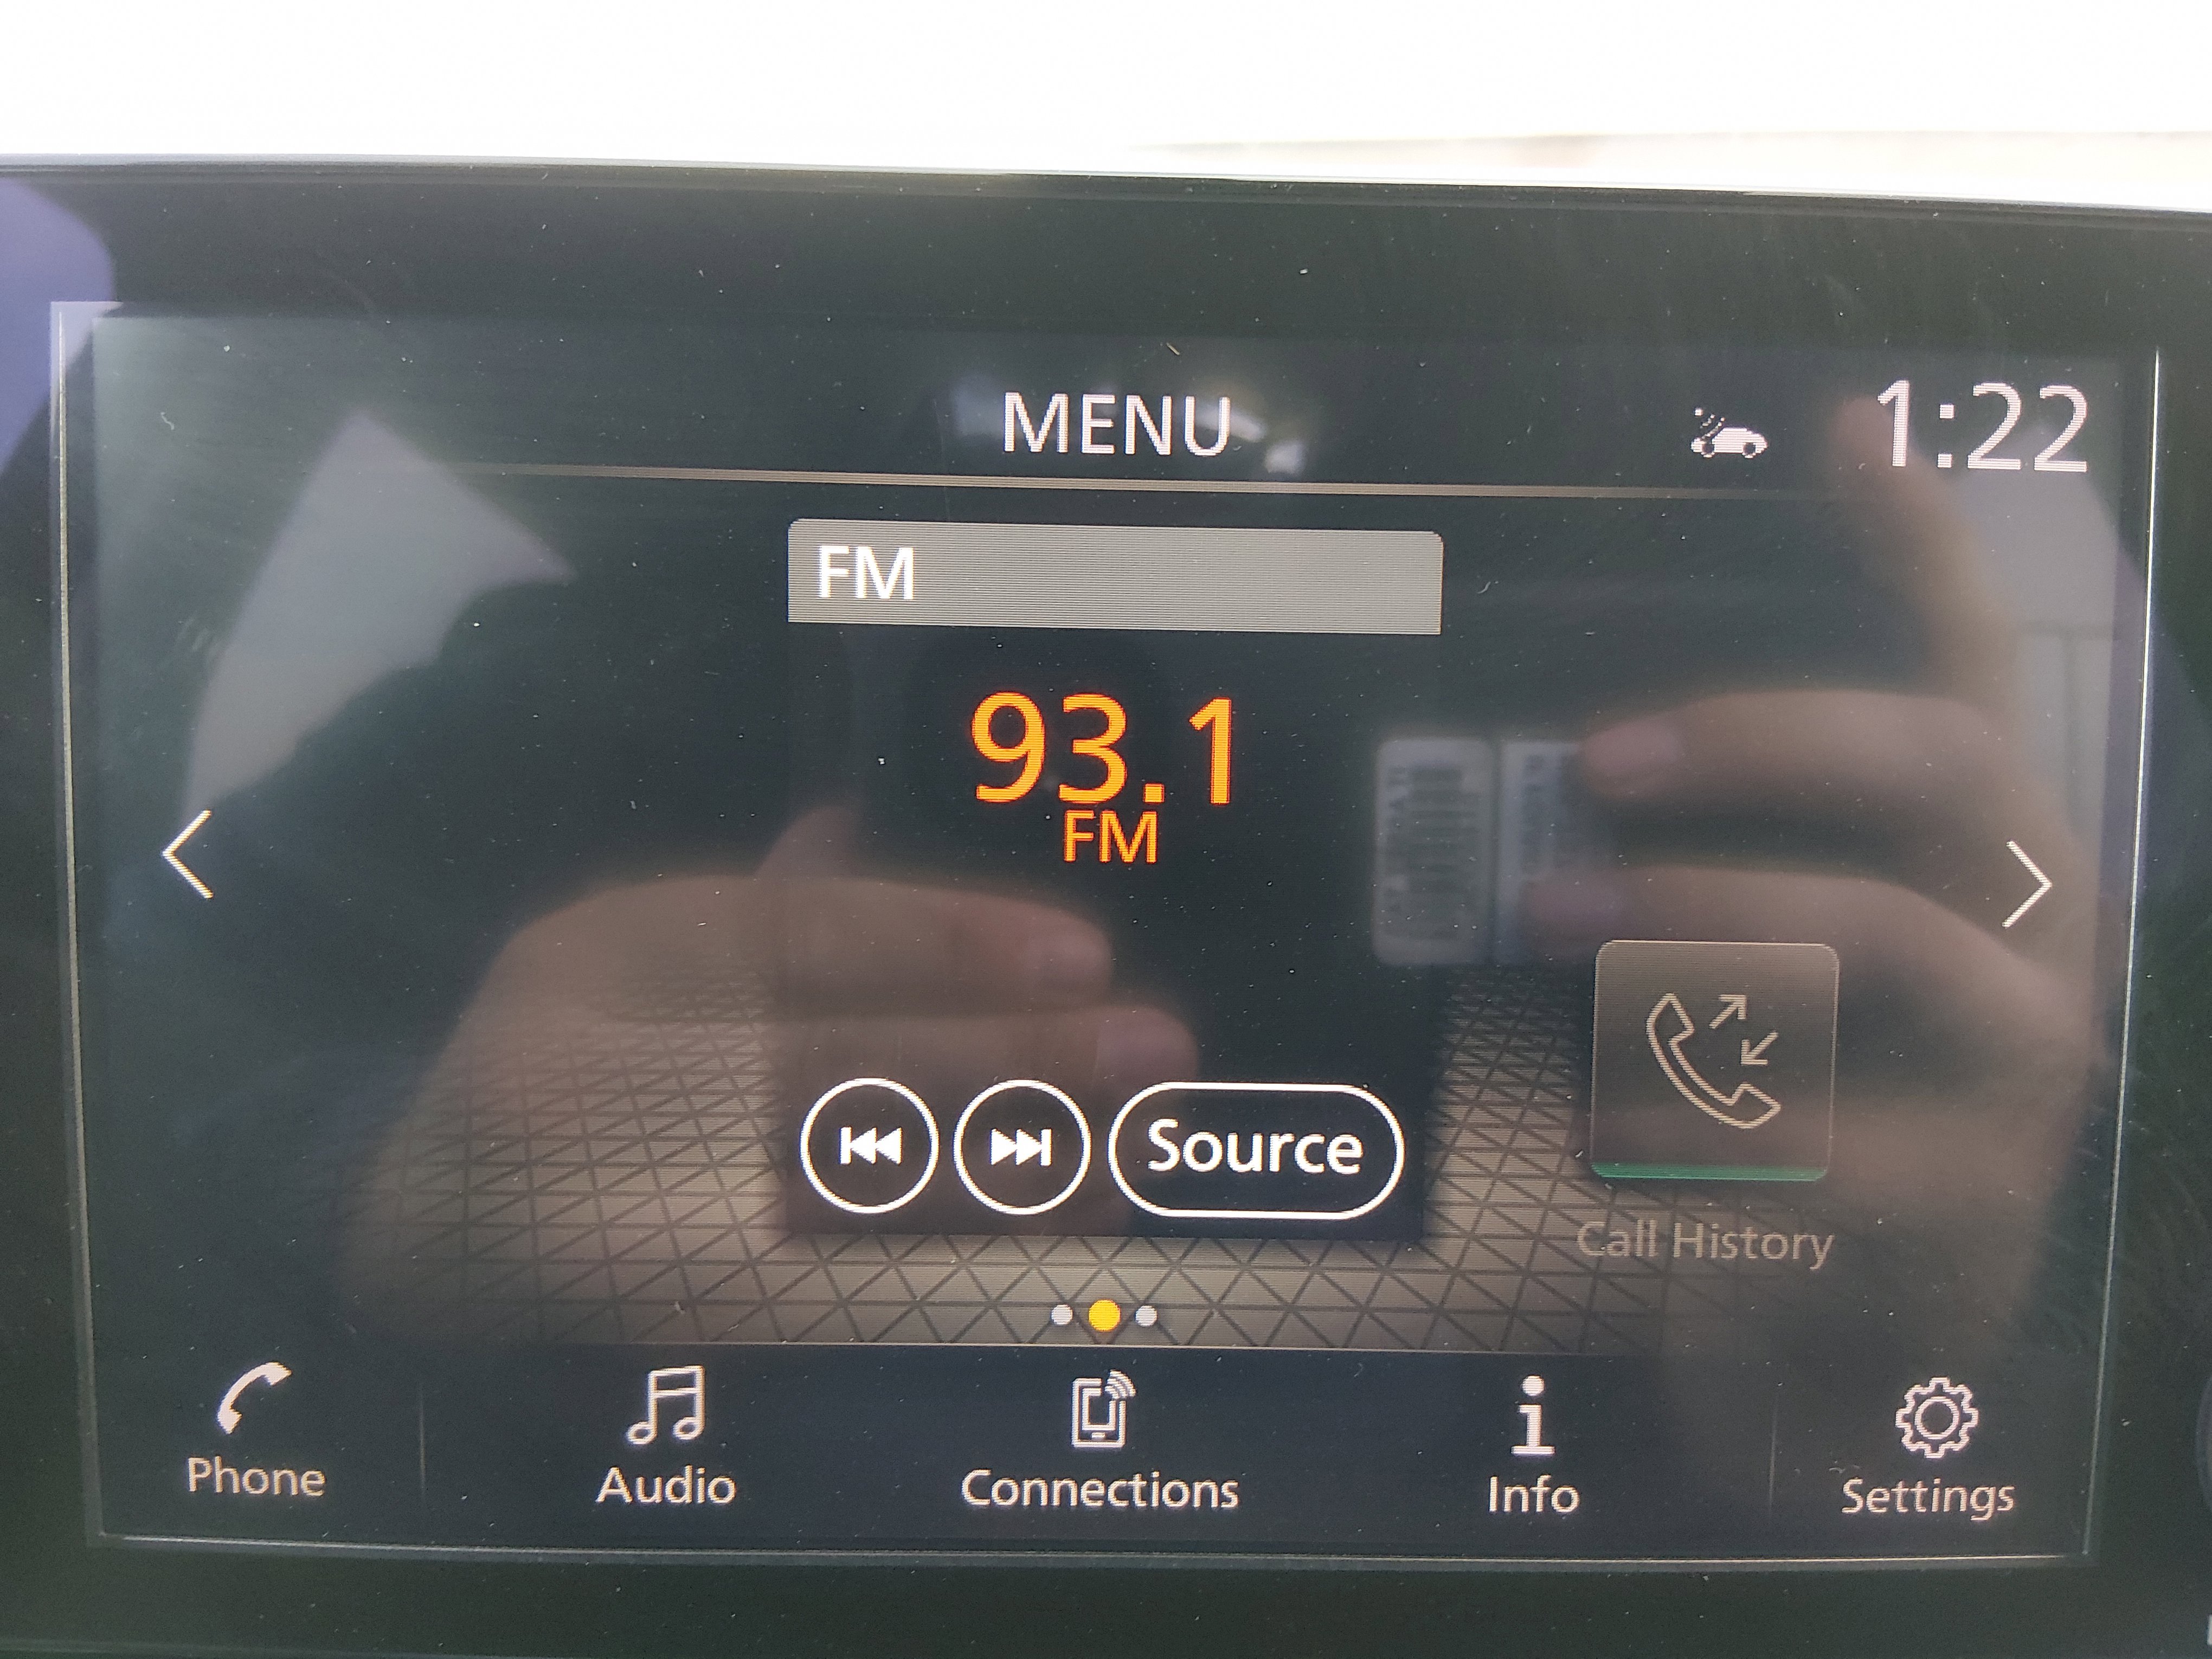 MENU
1:22
FM
93.1
FM
Source
Call History
Phone
Audio
Connections
Info
Settings